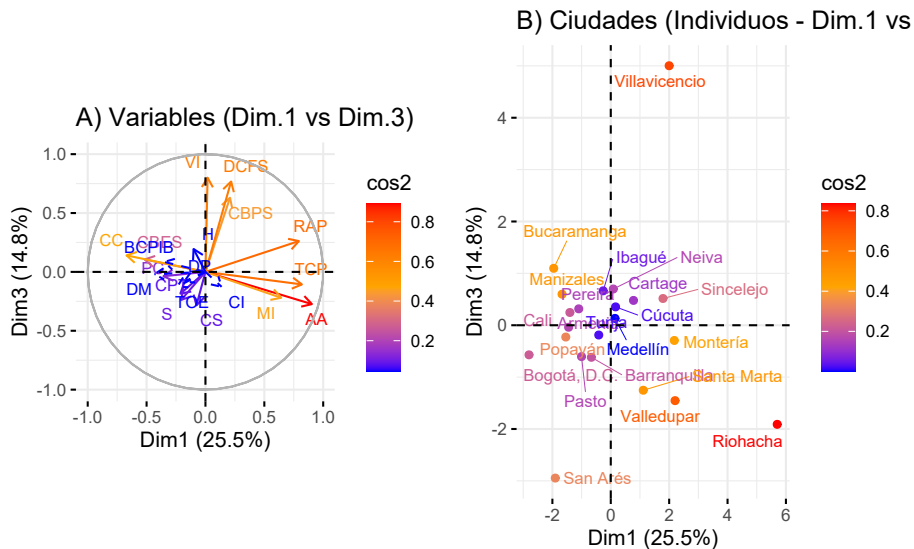 B) Ciudades (Individuos - Dim.1 vs
A) Variables (Dim.1 vs Dim.3)
1.0
0.5
0.0
-0.5
-1.0
Dim3 (14.8%)
VI
DCFS
CBPS
RAP
H
CC
CBFS
BCPIB
TCP
CP
DM
TOE
CI
S
CS
MI
AA
-1.0 -0.5 0.0 0.5 1.0
Dim1 (25.5%)
cos2
0.8
0.6
0.4
0.2
4
2
0
-2
Dim3 (14.8%)
Villavicencio
Bucaramanga
Ibagué
Neiva
Manizales
Pereira
Cartage
Sincelejo
Cali
Armenia
Tunja
Cúcuta
Popayán
Medellín
Montería
Bogotá, D.C
Barranquilla
Santa Marta
Pasto
Valledupar
Riohacha
San A
és
-2 0 2 4 6
Dim1 (25.5%)
cos2
0.8
0.6
0.4
0.2